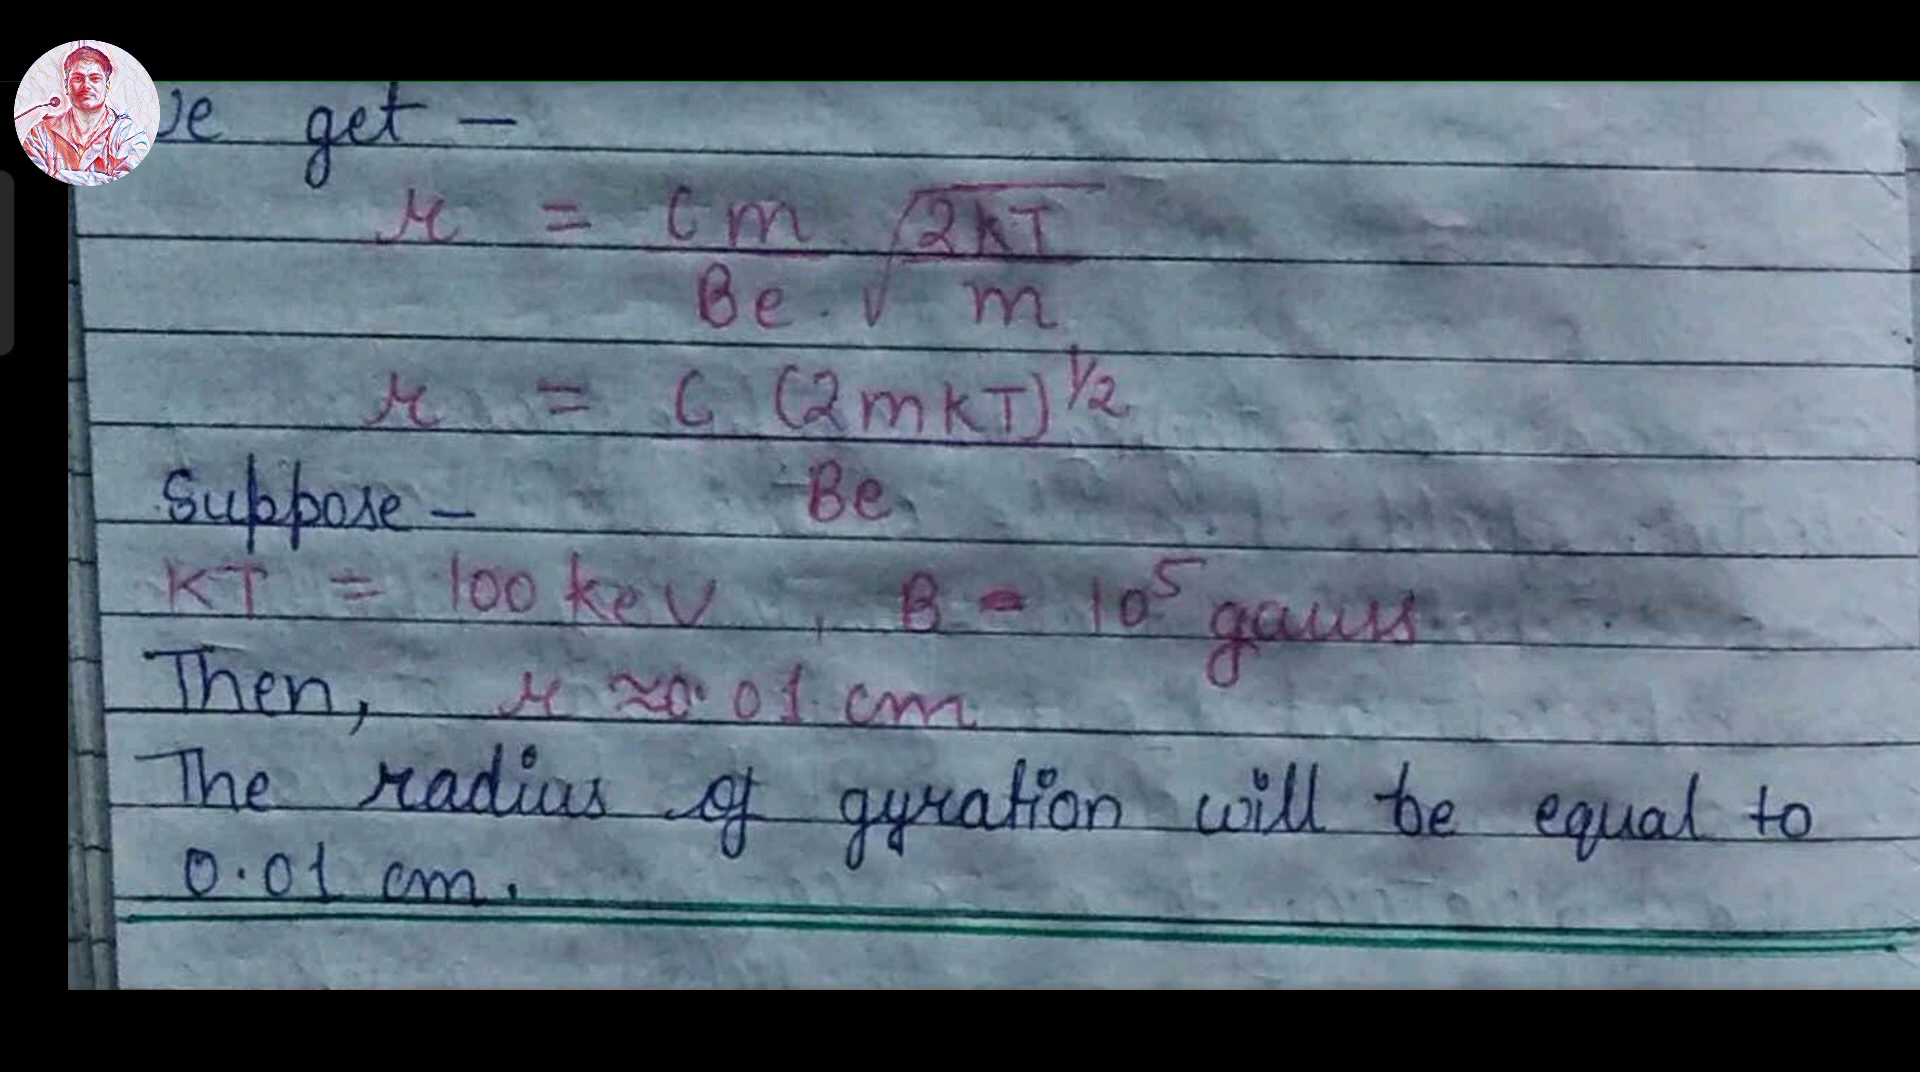 get -
r = cm/Be . √(2kT/m)
r = C (2mkT)^1/2 / Be
Suppose -
KT = 100 keV , B = 10^5 gauss
Then, r ≈ 0.01 cm
The radius of gyration will be equal to
0.01 cm.